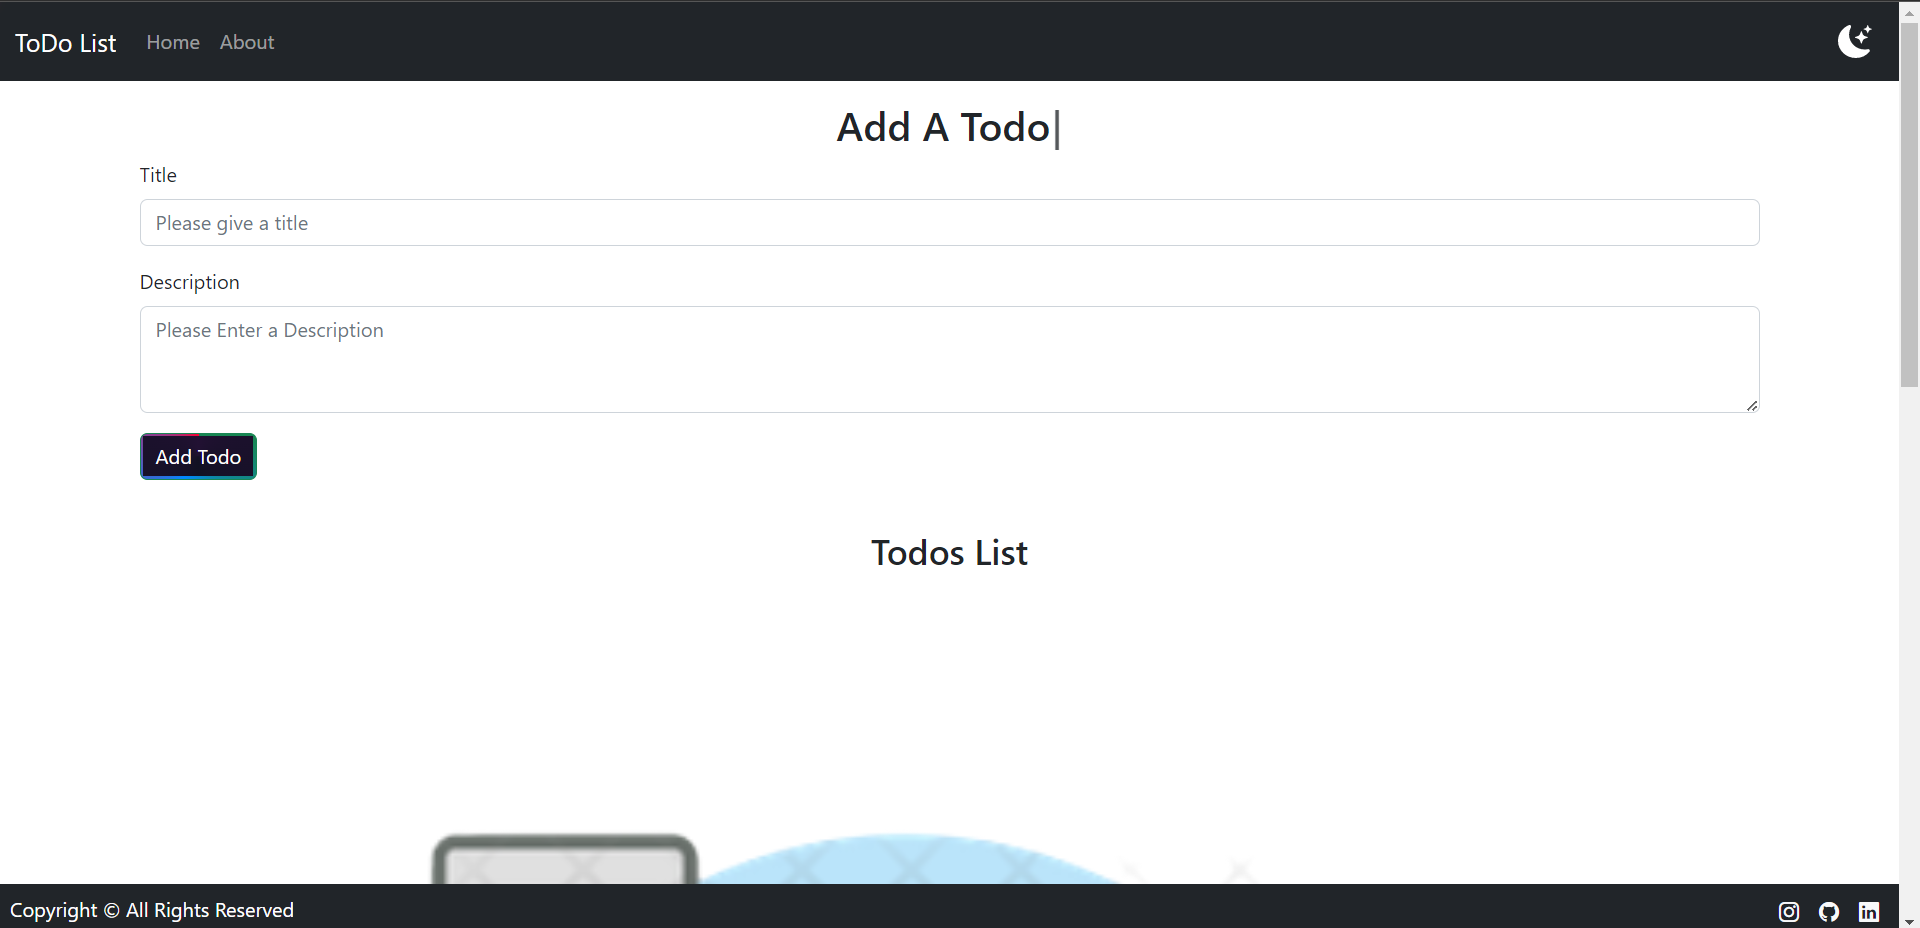 ToDo List Home About
Add A Todo|
Title
Please give a title
Description
Please Enter a Description
Add Todo
Todos List
Copyright © All Rights Reserved